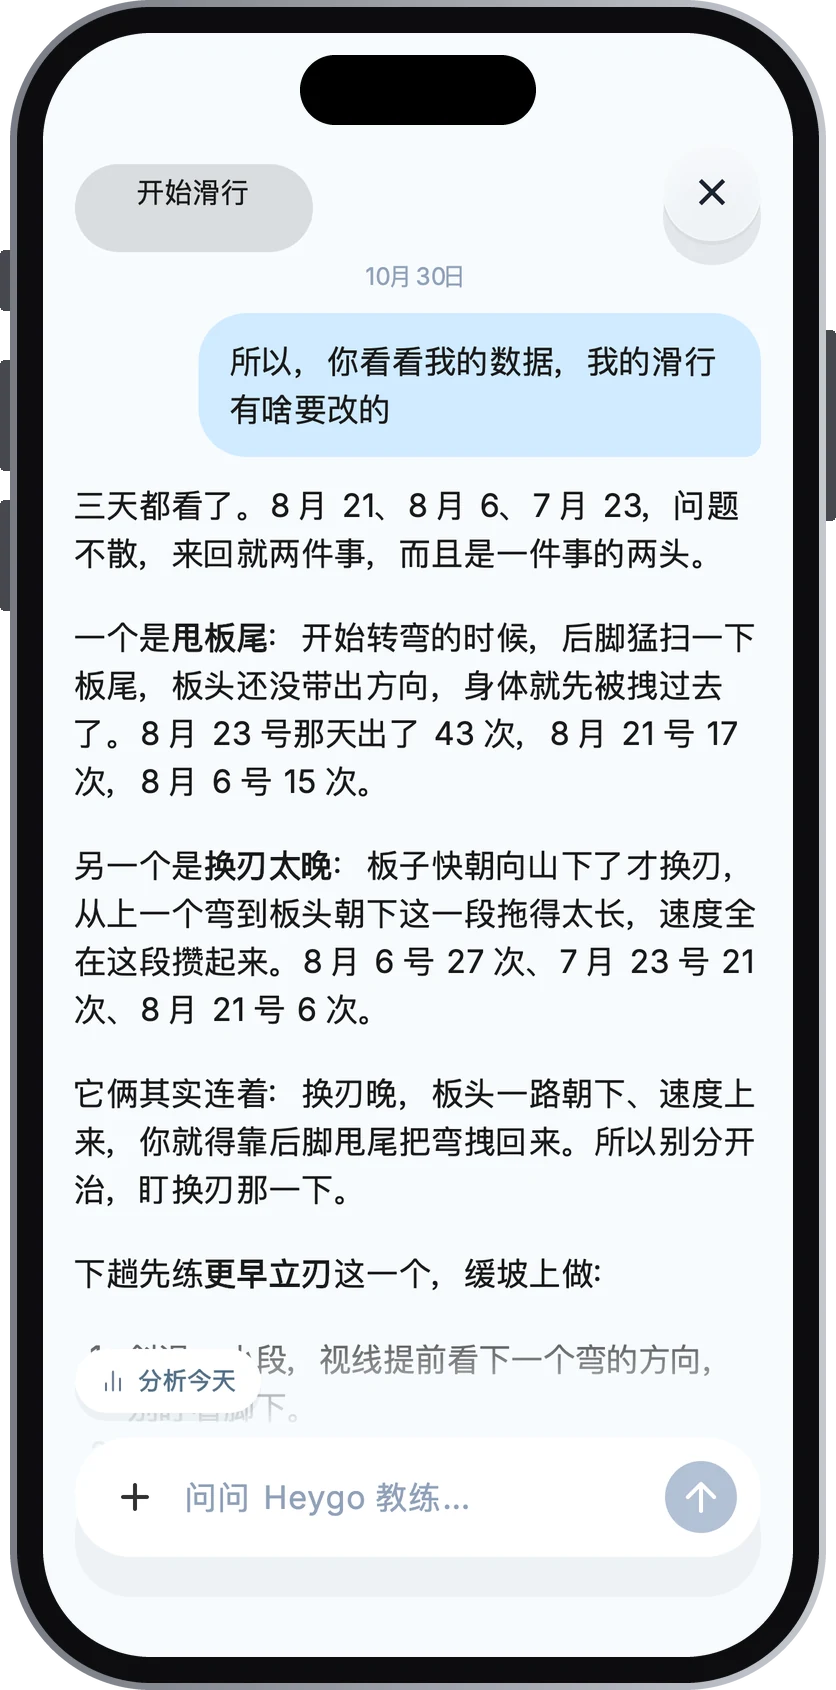 开始滑行
10月 30日
所以，你看看我的数据，我的滑行
有啥要改的
三天都看了。8 月 21、8 月 6、7 月 23，问题
不散，来回就两件事，而且是一件事的两头。
一个是甩板尾：开始转弯的时候，后脚猛扫一下
板尾，板头还没带出方向，身体就先被拽过去
了。8 月 23 号那天出了 43 次，8 月 21 号 17
次，8 月 6 号 15 次。
另一个是换刃太晚：板子快朝向山下了才换刃，
从上一个弯到板头朝下这一段拖得太长，速度全
在这段攒起来。8 月 6 号 27 次、7 月 23 号 21
次、8 月 21 号 6 次。
它俩其实连着：换刃晚，板头一路朝下、速度上
来，你就得靠后脚甩尾把弯拽回来。所以别分开
治，盯换刃那一下。
下趟先练更早立刃这一个，缓坡上做：
段，视线提前看下一个弯的方向，
下。
分析今天
问问 Heygo 教练...